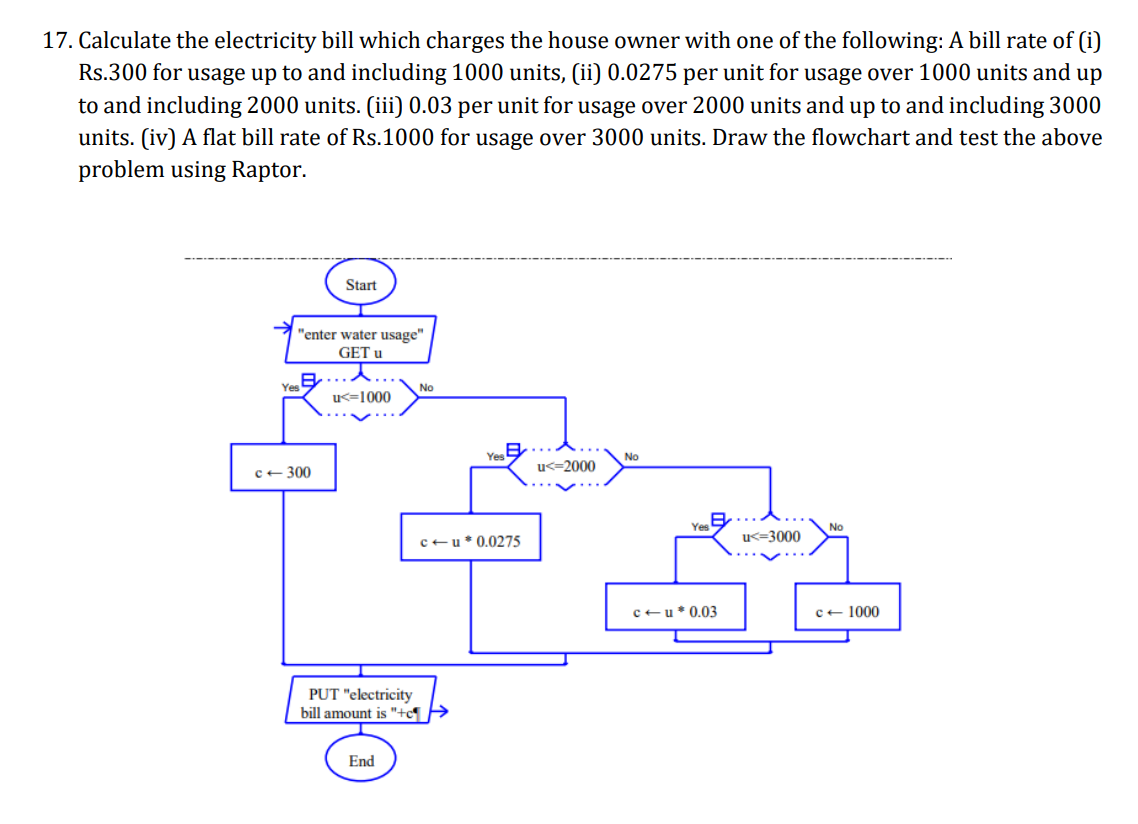 17. Calculate the electricity bill which charges the house owner with one of the following: A bill rate of (i)
Rs.300 for usage up to and including 1000 units, (ii) 0.0275 per unit for usage over 1000 units and up
to and including 2000 units. (iii) 0.03 per unit for usage over 2000 units and up to and including 3000
units. (iv) A flat bill rate of Rs.1000 for usage over 3000 units. Draw the flowchart and test the above
problem using Raptor.
Start
"enter water usage"
GET u
Yes
u<=1000
No
c ← 300
Yes
u<=2000
No
c ← u * 0.0275
Yes
u<=3000
No
c ← u * 0.03
c ← 1000
PUT "electricity
bill amount is "+c¶
End